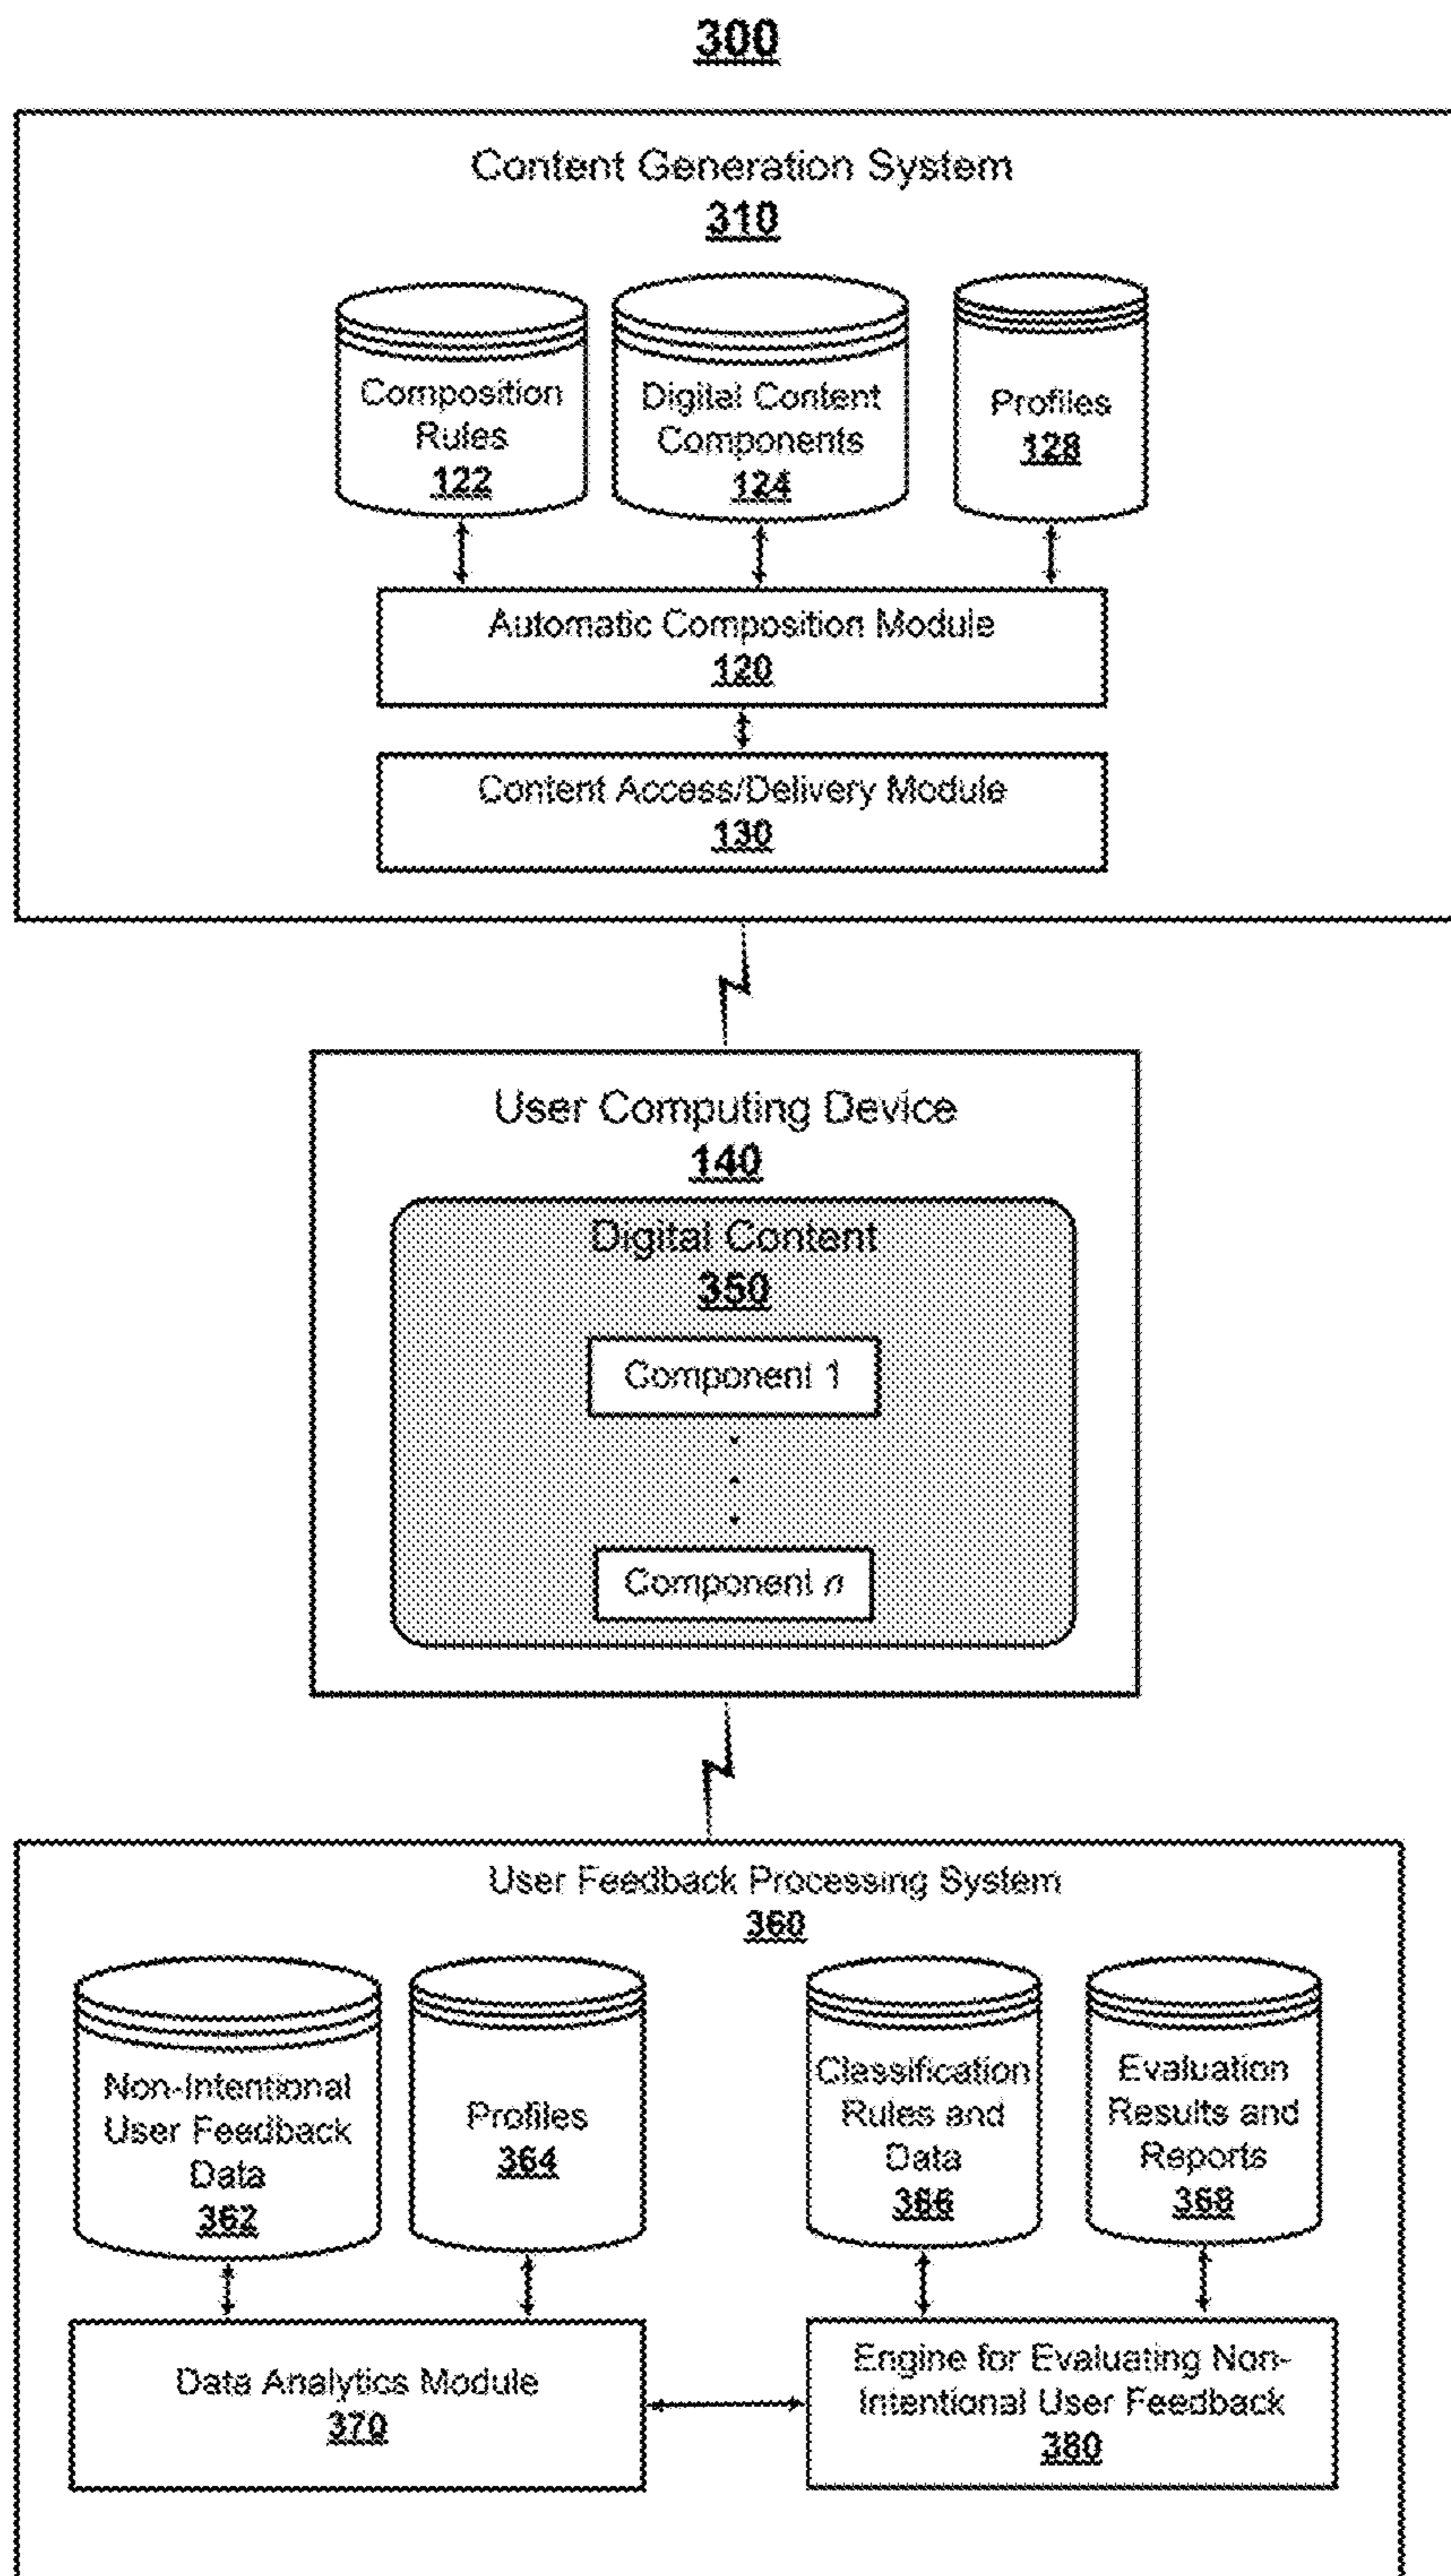 300
Content Generation System
310
Composition
Rules
122
Digital Content
Components
124
Profiles
128
Automatic Composition Module
120
Content Access/Delivery Module
130
User Computing Device
140
Digital Content
350
Component 1
Component n
User Feedback Processing System
360
Non-Intentional
User Feedback
Data
362
Profiles
364
Classification
Rules and
Data
366
Evaluation
Results and
Reports
368
Data Analytics Module
370
Engine for Evaluating Non-
Intentional User Feedback
380